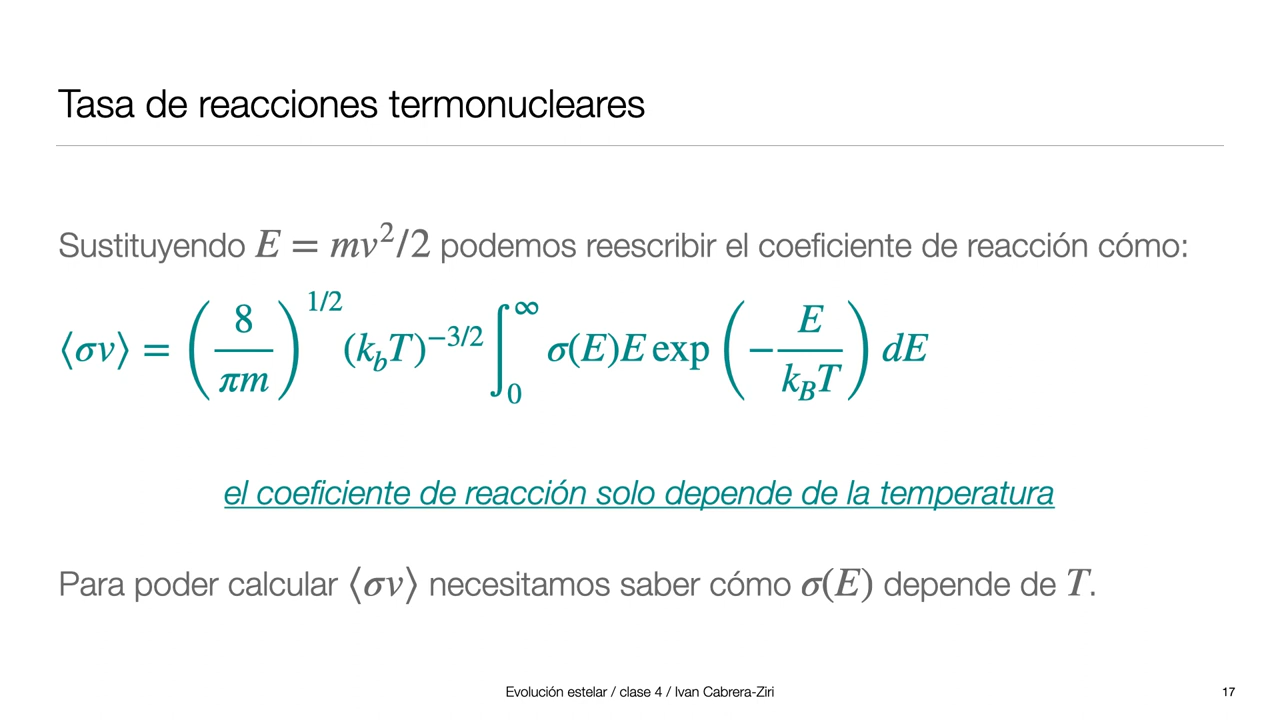 Tasa de reacciones termonucleares
Sustituyendo E = mv²/2 podemos reescribir el coeficiente de reacción cómo:
⟨σv⟩ = (8/πm)^1/2 (k_b T)^−3/2 ∫_0^∞ σ(E)E exp(−E/k_B T) dE
el coeficiente de reacción solo depende de la temperatura
Para poder calcular ⟨σv⟩ necesitamos saber cómo σ(E) depende de T.
Evolución estelar / clase 4 / Ivan Cabrera-Ziri
17